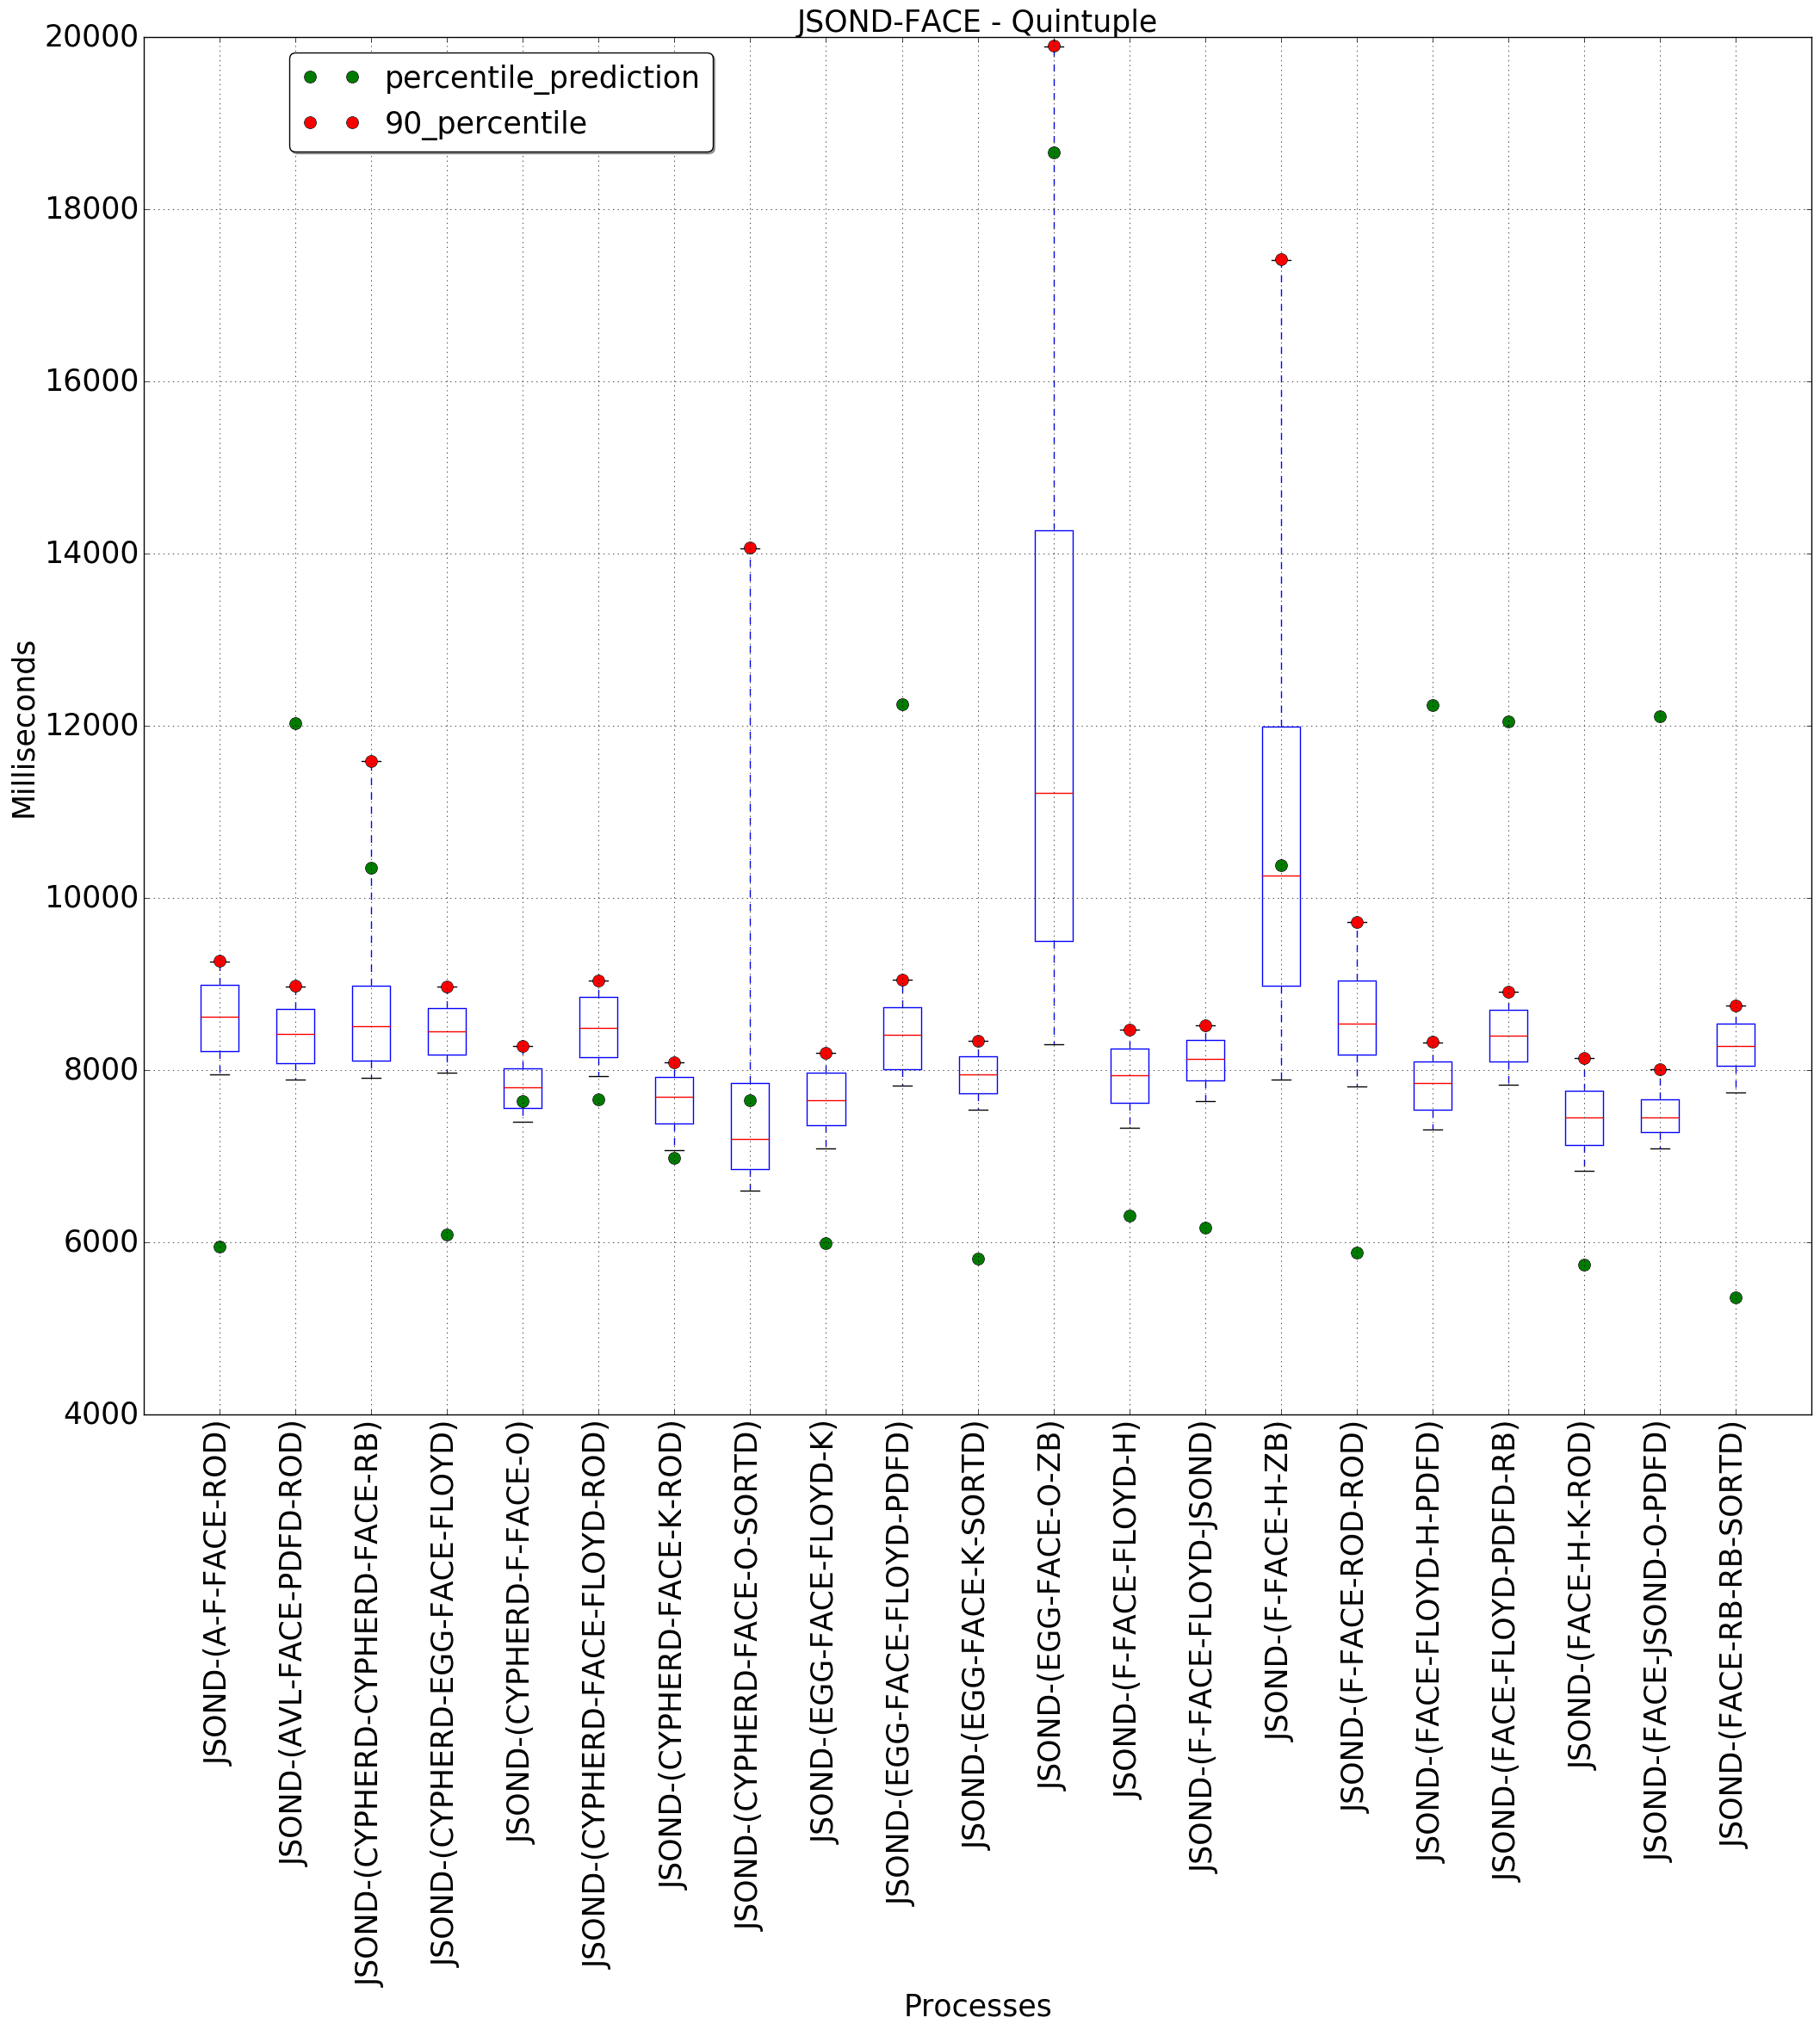 JSOND-FACE - Quintuple
percentile_prediction
90_percentile
20000
18000
16000
14000
12000
10000
8000
6000
4000
Milliseconds
JSOND-(A-F-FACE-ROD)
JSOND-(AVL-FACE-PDFD-ROD)
JSOND-(CYPHERD-CYPHERD-FACE-RB)
JSOND-(CYPHERD-EGG-FACE-FLOYD)
JSOND-(CYPHERD-F-FACE-O)
JSOND-(CYPHERD-FACE-FLOYD-ROD)
JSOND-(CYPHERD-FACE-K-ROD)
JSOND-(CYPHERD-FACE-O-SORTD)
JSOND-(EGG-FACE-FLOYD-K)
JSOND-(EGG-FACE-FLOYD-PDFD)
JSOND-(EGG-FACE-K-SORTD)
JSOND-(EGG-FACE-O-ZB)
JSOND-(F-FACE-FLOYD-H)
JSOND-(F-FACE-FLOYD-JSOND)
JSOND-(F-FACE-H-ZB)
JSOND-(F-FACE-ROD-ROD)
JSOND-(FACE-FLOYD-H-PDFD)
JSOND-(FACE-FLOYD-PDFD-RB)
JSOND-(FACE-H-K-ROD)
JSOND-(FACE-JSOND-O-PDFD)
JSOND-(FACE-RB-RB-SORTD)
Processes